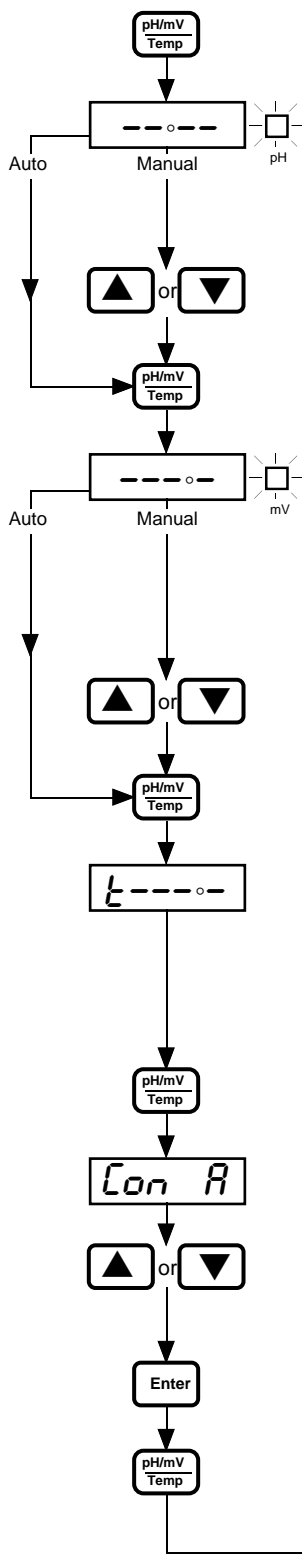 pH/mV
Temp
--.--
pH
Auto
Manual
or
pH/mV
Temp
---.-
mV
Auto
Manual
or
pH/mV
Temp
t---.-
pH/mV
Temp
Con A
or
Enter
pH/mV
Temp